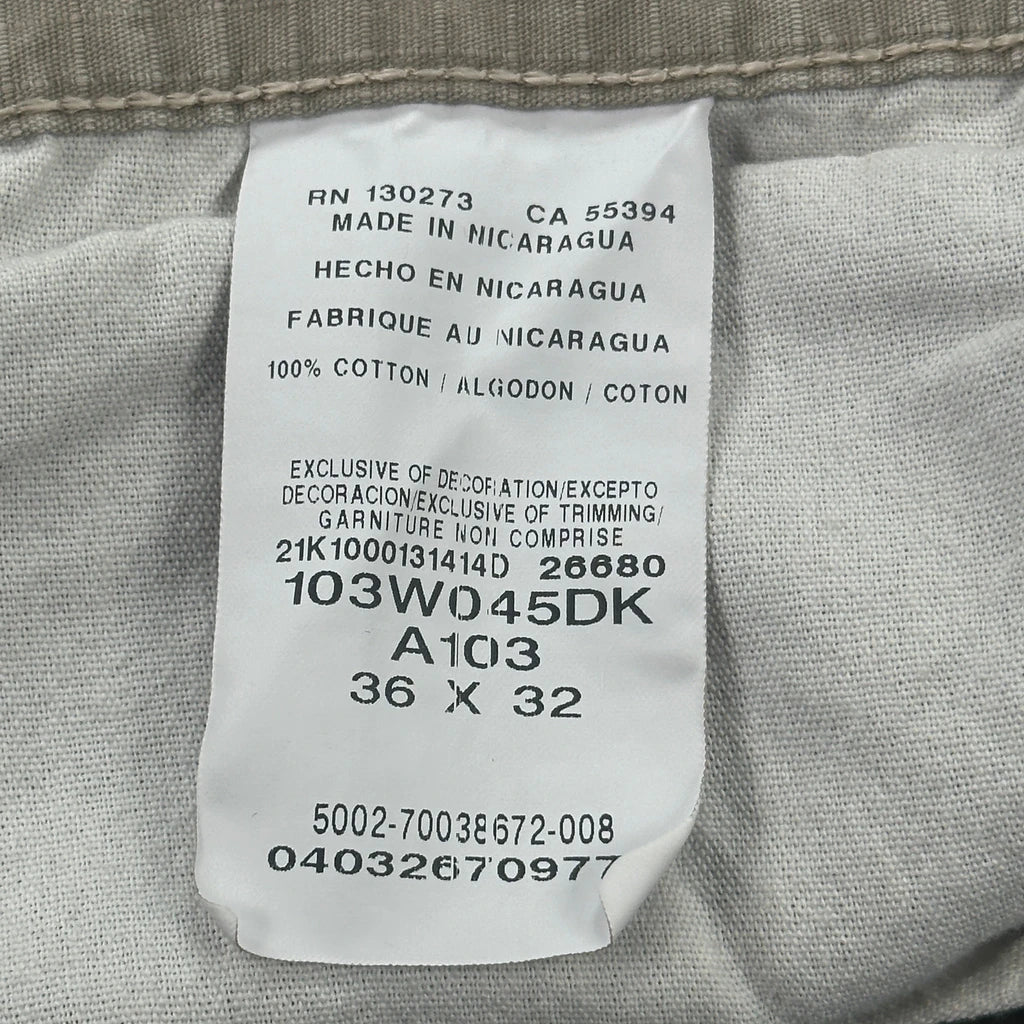 RN 130273 CA 55394
MADE IN NICARAGUA
HECHO EN NICARAGUA
FABRIQUE AU NICARAGUA
100% COTTON / ALGODON / COTON
EXCLUSIVE OF DECORATION/EXCEPTO
DECORACION/EXCLUSIVE OF TRIMMING/
GARNITURE NON COMPRISE
21K1000131414D 26680
103W045DK
A103
36 X 32
5002-70038672-008
04032670977